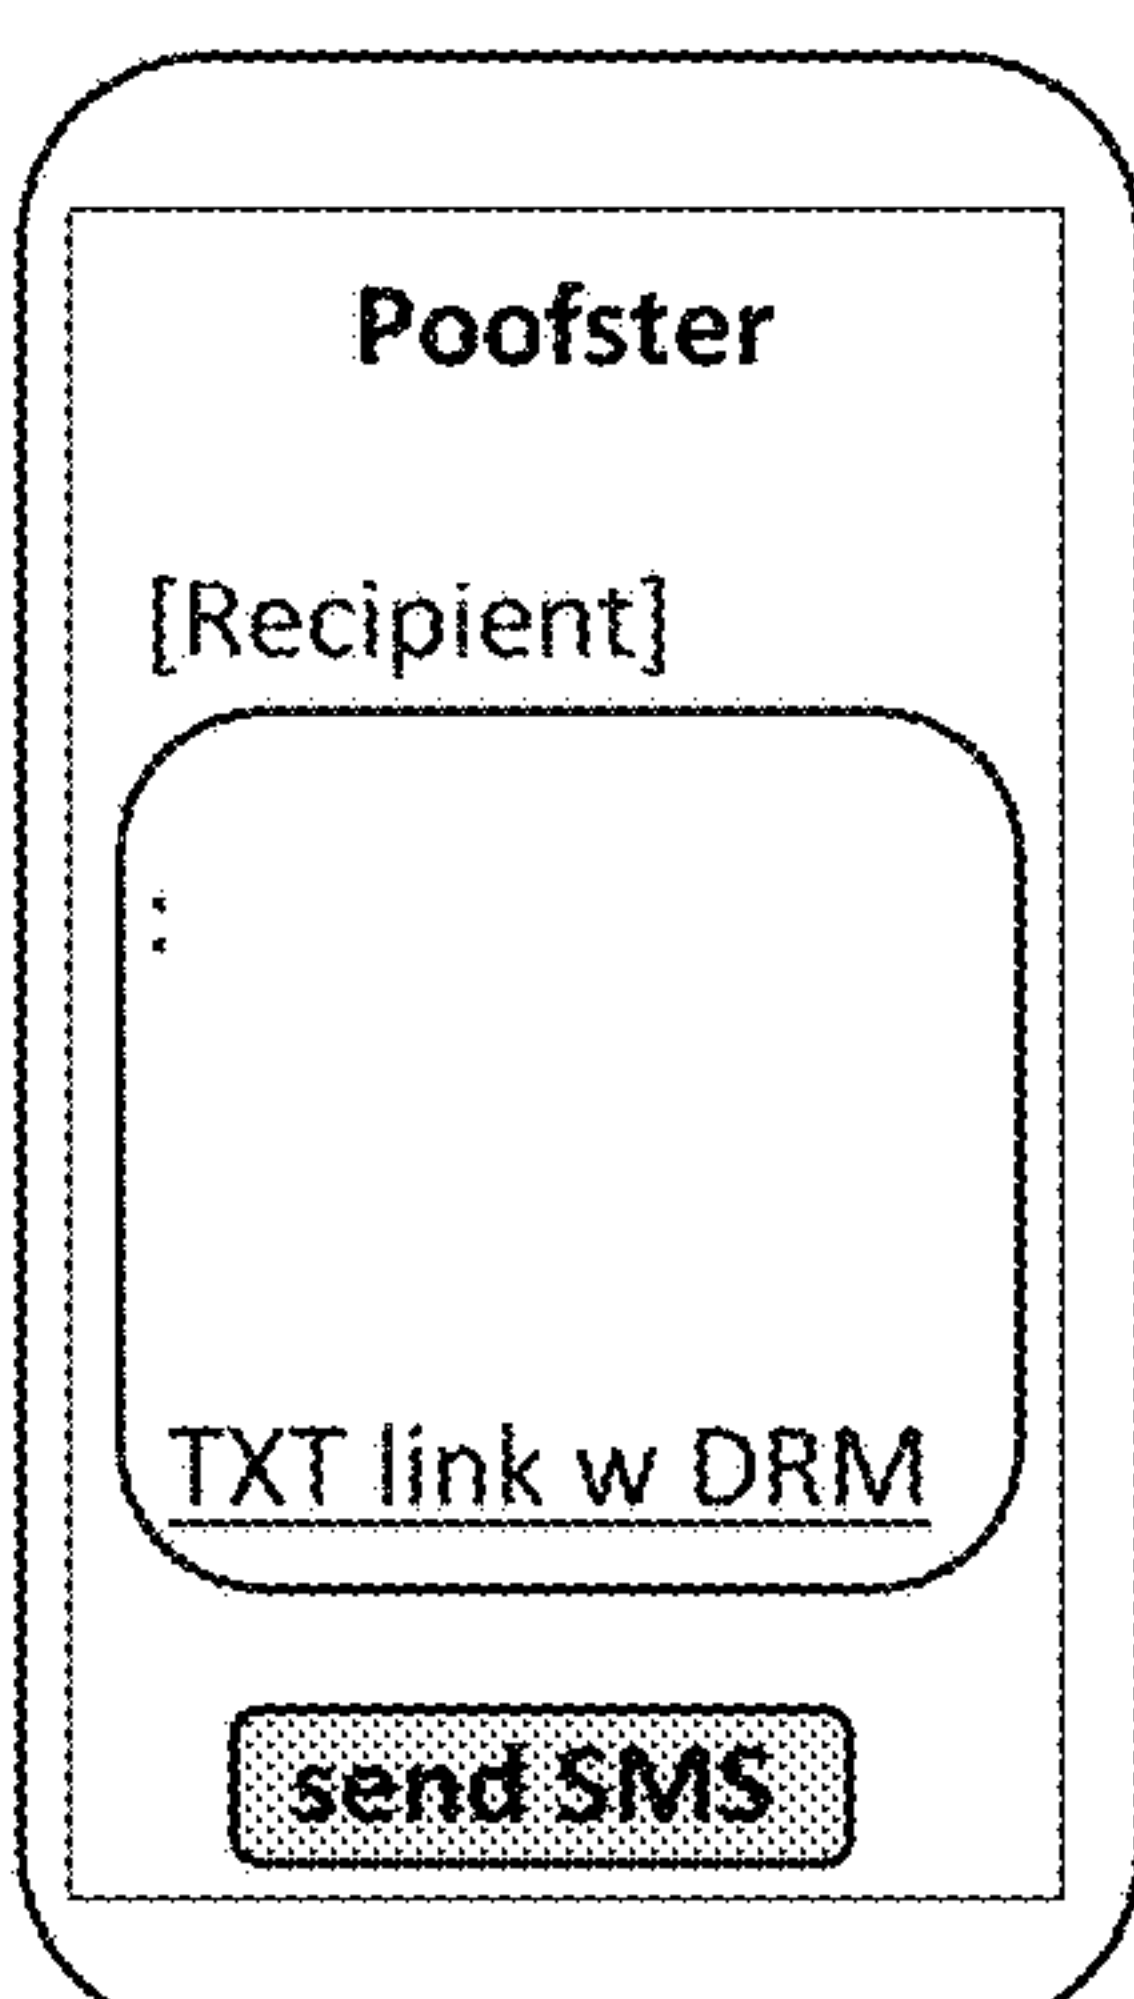 Poofster
[Recipient]
:
TXT link w DRM
send SMS